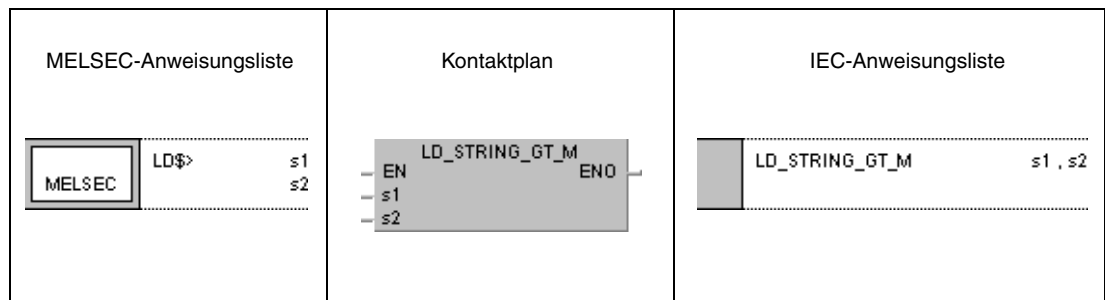 MELSEC-Anweisungsliste
MELSEC
LD$> s1
s2
Kontaktplan
LD_STRING_GT_M
EN ENO
s1
s2
IEC-Anweisungsliste
LD_STRING_GT_M s1 , s2